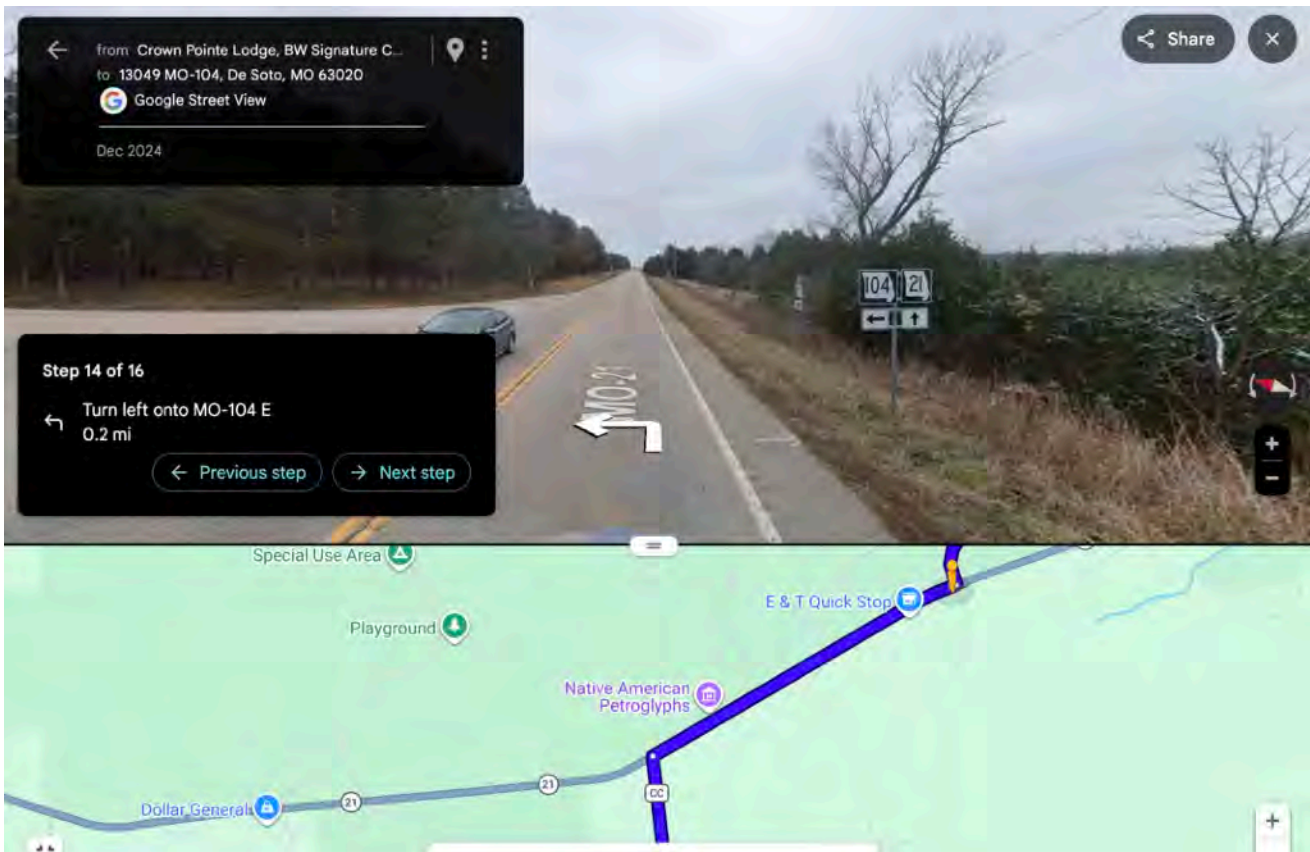 from Crown Pointe Lodge, BW Signature C...
to 13049 MO-104, De Soto, MO 63020
Google Street View
Dec 2024
Share
104 21
Step 14 of 16
Turn left onto MO-104 E
0.2 mi
Previous step
Next step
MO-21
Special Use Area
Playground
E & T Quick Stop
Native American
Petroglyphs
CC
21
21
Dollar General